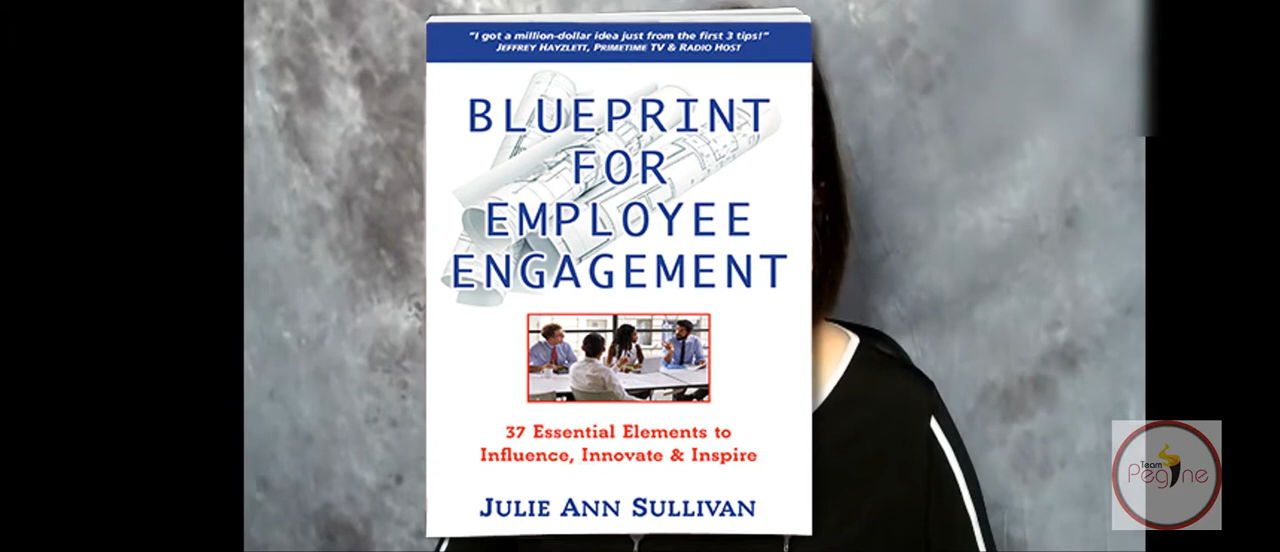 "I got a million-dollar idea just from the first 3 tips!"
JEFFREY HAYZLETT, PRIMETIME TV & RADIO HOST
BLUEPRINT
FOR
EMPLOYEE
ENGAGEMENT
37 Essential Elements to
Influence, Innovate & Inspire
JULIE ANN SULLIVAN
Team
Pegine